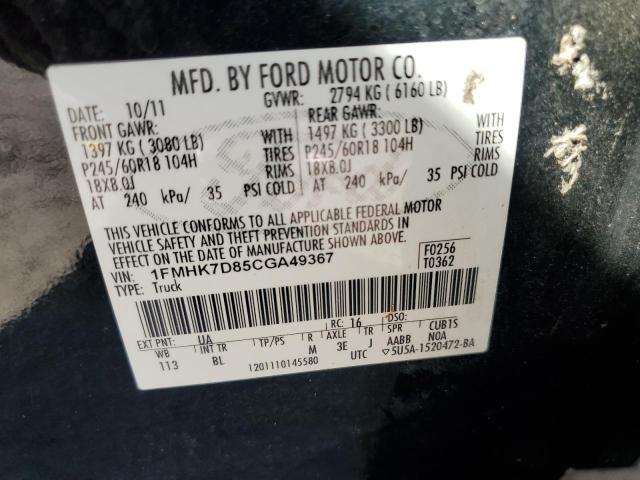 MFD. BY FORD MOTOR CO.
DATE: 10/11 GVWR: 2794 KG ( 6160 LB)
FRONT GAWR: REAR GAWR:
1397 KG ( 3080 LB) 1497 KG ( 3300 LB)
P245/60R18 104H TIRES P245/60R18 104H TIRES
18X8.0J RIMS 18X8.0J RIMS
AT 240 kPa/ 35 PSI COLD AT 240 kPa/ 35 PSI COLD
THIS VEHICLE CONFORMS TO ALL APPLICABLE FEDERAL MOTOR
VEHICLE SAFETY AND THEFT PREVENTION STANDARDS IN
EFFECT ON THE DATE OF MANUFACTURE SHOWN ABOVE.
VIN: 1FMHK7D85CGA49367 F0256
TYPE: Truck T0362
EXT PNT: UA RC: 16 DSO:
WB INT TR TP/PS R AXLE TR SPR CUB1S
113 BL M 3E J AABB N0A
1201110145580 UTC ▽5U5A-1520472-BA